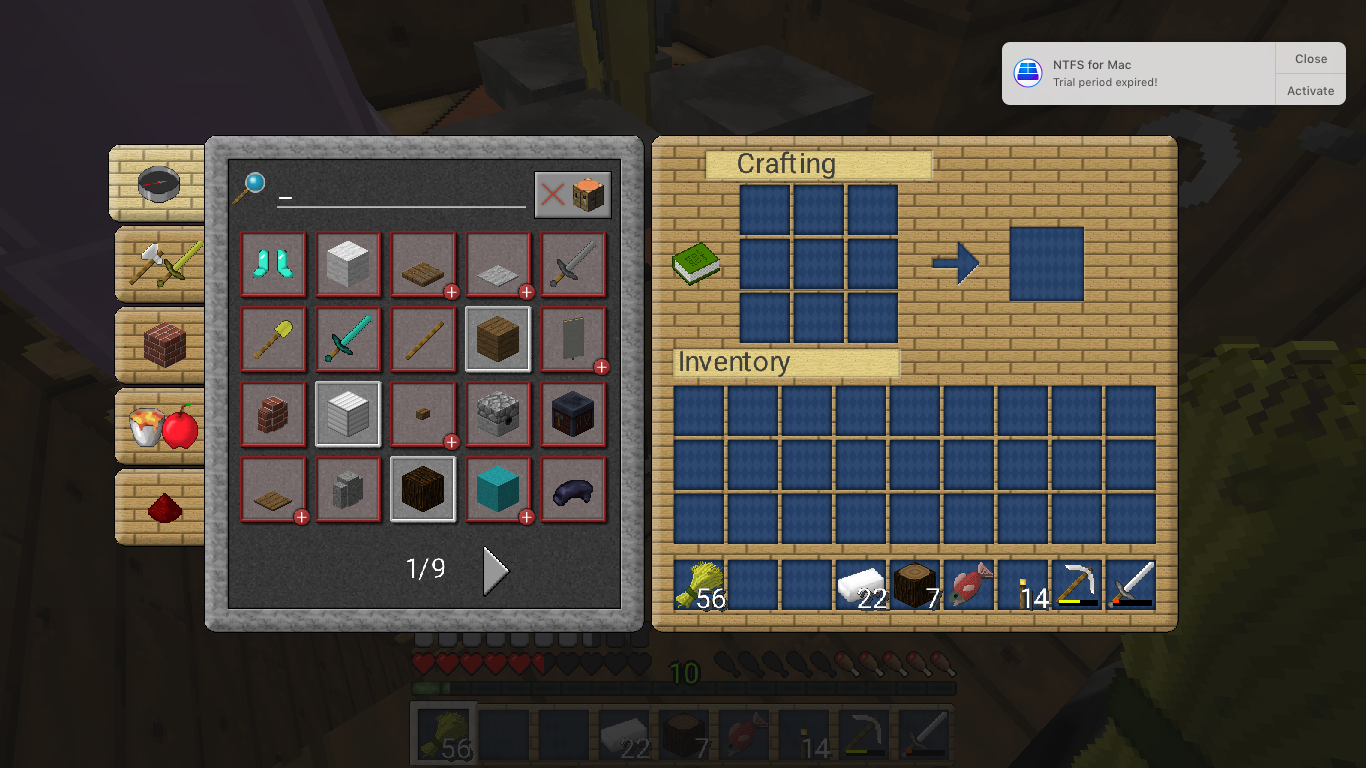 NTFS for Mac
Trial period expired!
Close
Activate
_
Crafting
Inventory
1/9
56
22
7
14
10
56
22
7
14